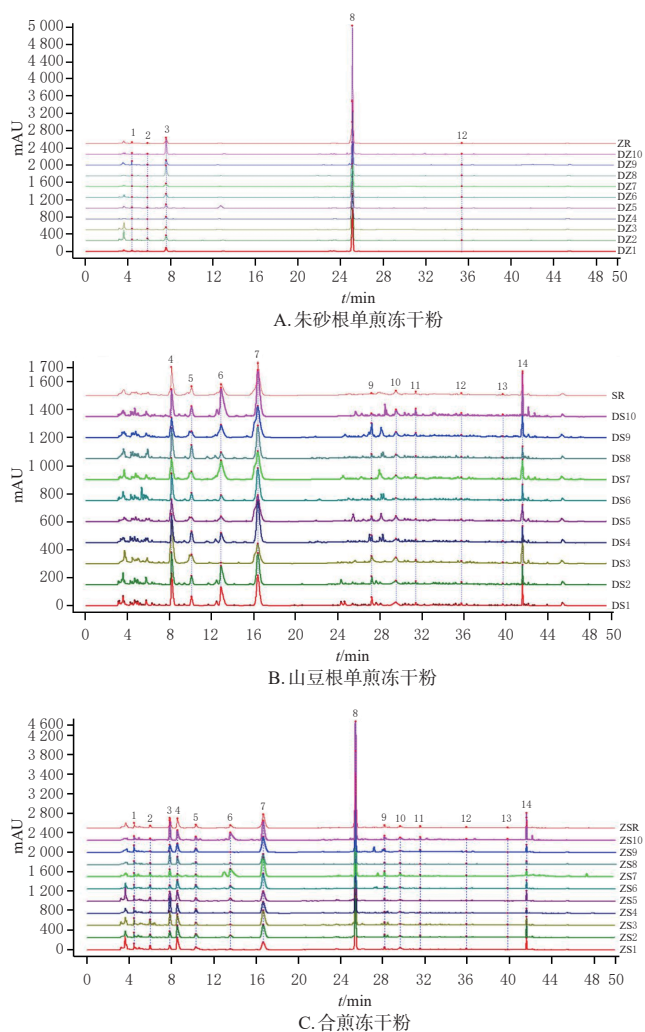 8
5 000
4 600
4 200
3 800
3 200
2 800
2 400
2 000
1 600
1 200
800
400
0
mAU
1 2 3 12
ZR
DZ10
DZ9
DZ8
DZ7
DZ6
DZ5
DZ4
DZ3
DZ2
DZ1
0 4 8 12 16 20 24 28 32 36 42 48 50
t/min
A.朱砂根单煎冻干粉
1 700
1 600
1 400
1 200
1 000
800
600
400
200
0
mAU
4 5 6 7 9 10 11 12 13 14
SR
DS10
DS9
DS8
DS7
DS6
DS5
DS4
DS3
DS2
DS1
0 4 8 12 16 20 24 28 32 36 40 44 48 50
t/min
B.山豆根单煎冻干粉
8
4 600
4 200
3 800
3 200
2 800
2 400
2 000
1 600
1 200
800
400
0
mAU
1 2 3 4 5 6 7 9 10 11 12 13 14
ZSR
ZS10
ZS9
ZS8
ZS7
ZS6
ZS5
ZS4
ZS3
ZS2
ZS1
0 4 8 12 16 20 24 28 32 36 40 44 50
t/min
C.合煎冻干粉